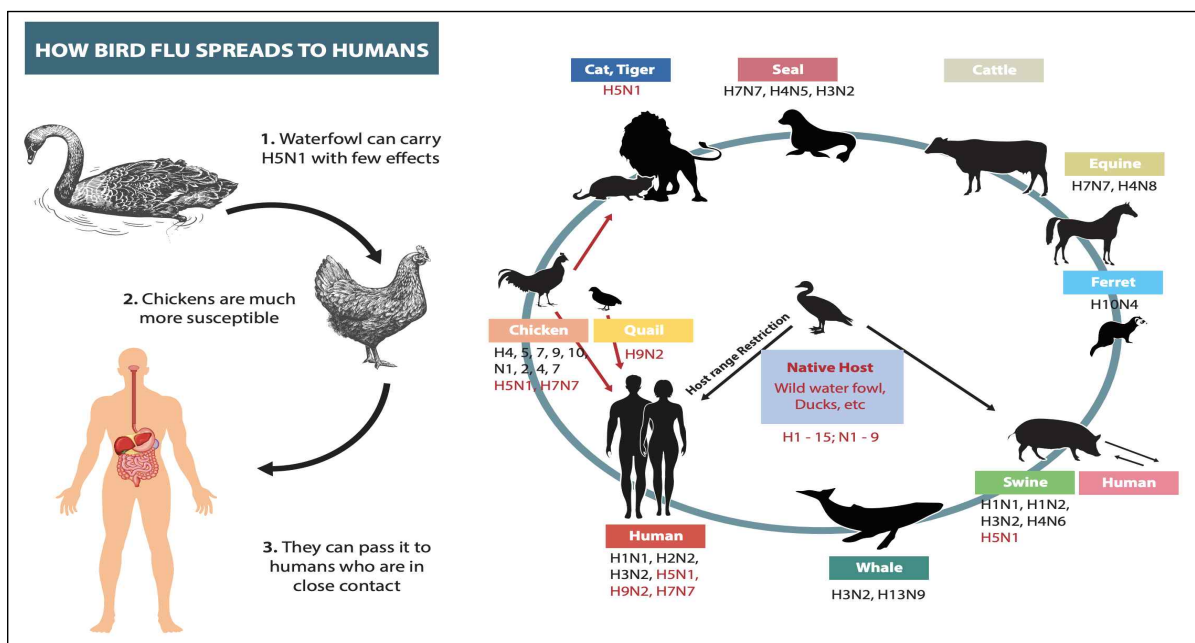 HOW BIRD FLU SPREADS TO HUMANS
1. Waterfowl can carry
H5N1 with few effects
2. Chickens are much
more susceptible
3. They can pass it to
humans who are in
close contact
Cat, Tiger
H5N1
Seal
H7N7, H4N5, H3N2
Cattle
Equine
H7N7, H4N8
Ferret
H10N4
Chicken
H4, 5, 7, 9, 10,
N1, 2, 4, 7
H5N1, H7N7
Quail
H9N2
Host range Restriction
Native Host
Wild water fowl,
Ducks, etc
H1 - 15; N1 - 9
Swine
H1N1, H1N2,
H3N2, H4N6
H5N1
Human
Human
H1N1, H2N2,
H3N2, H5N1,
H9N2, H7N7
Whale
H3N2, H13N9